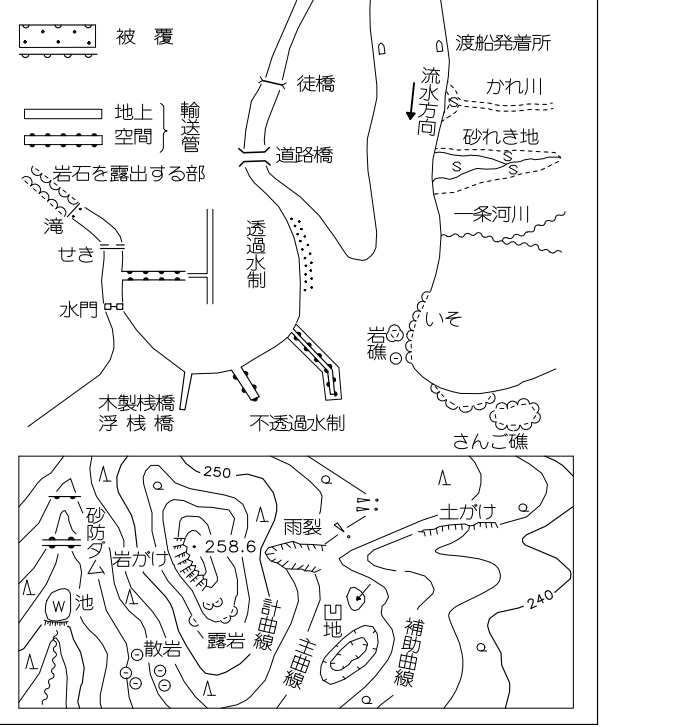 被覆
渡船発着所
徒橋
流水方向
かれ川
地上
空間
輸送管
砂れき地
道路橋
岩石を露出する部
一条河川
滝
透過水制
せき
水門
いそ
岩礁
木製桟橋
浮桟橋
不透過水制
さんご礁
250
砂防ダム
土がけ
雨裂
岩がけ
258.6
W
池
計曲線
凹地
240
補助曲線
露岩
主曲線
散岩